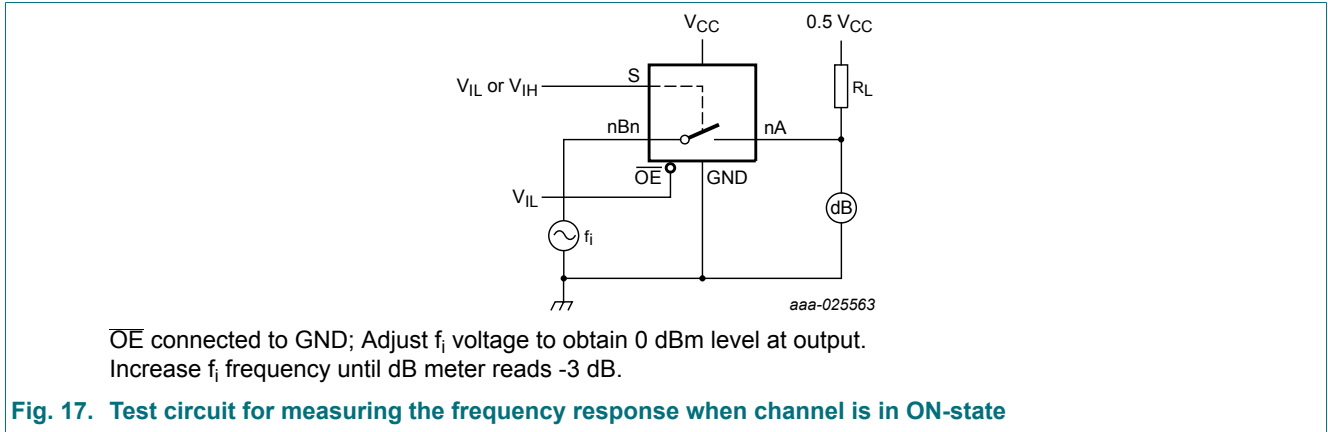 VCC
0.5 VCC
S
VIL or VIH
RL
nBn
nA
OE
GND
VIL
dB
fi
aaa-025563
OE connected to GND; Adjust fi voltage to obtain 0 dBm level at output.
Increase fi frequency until dB meter reads -3 dB.
Fig. 17. Test circuit for measuring the frequency response when channel is in ON-state